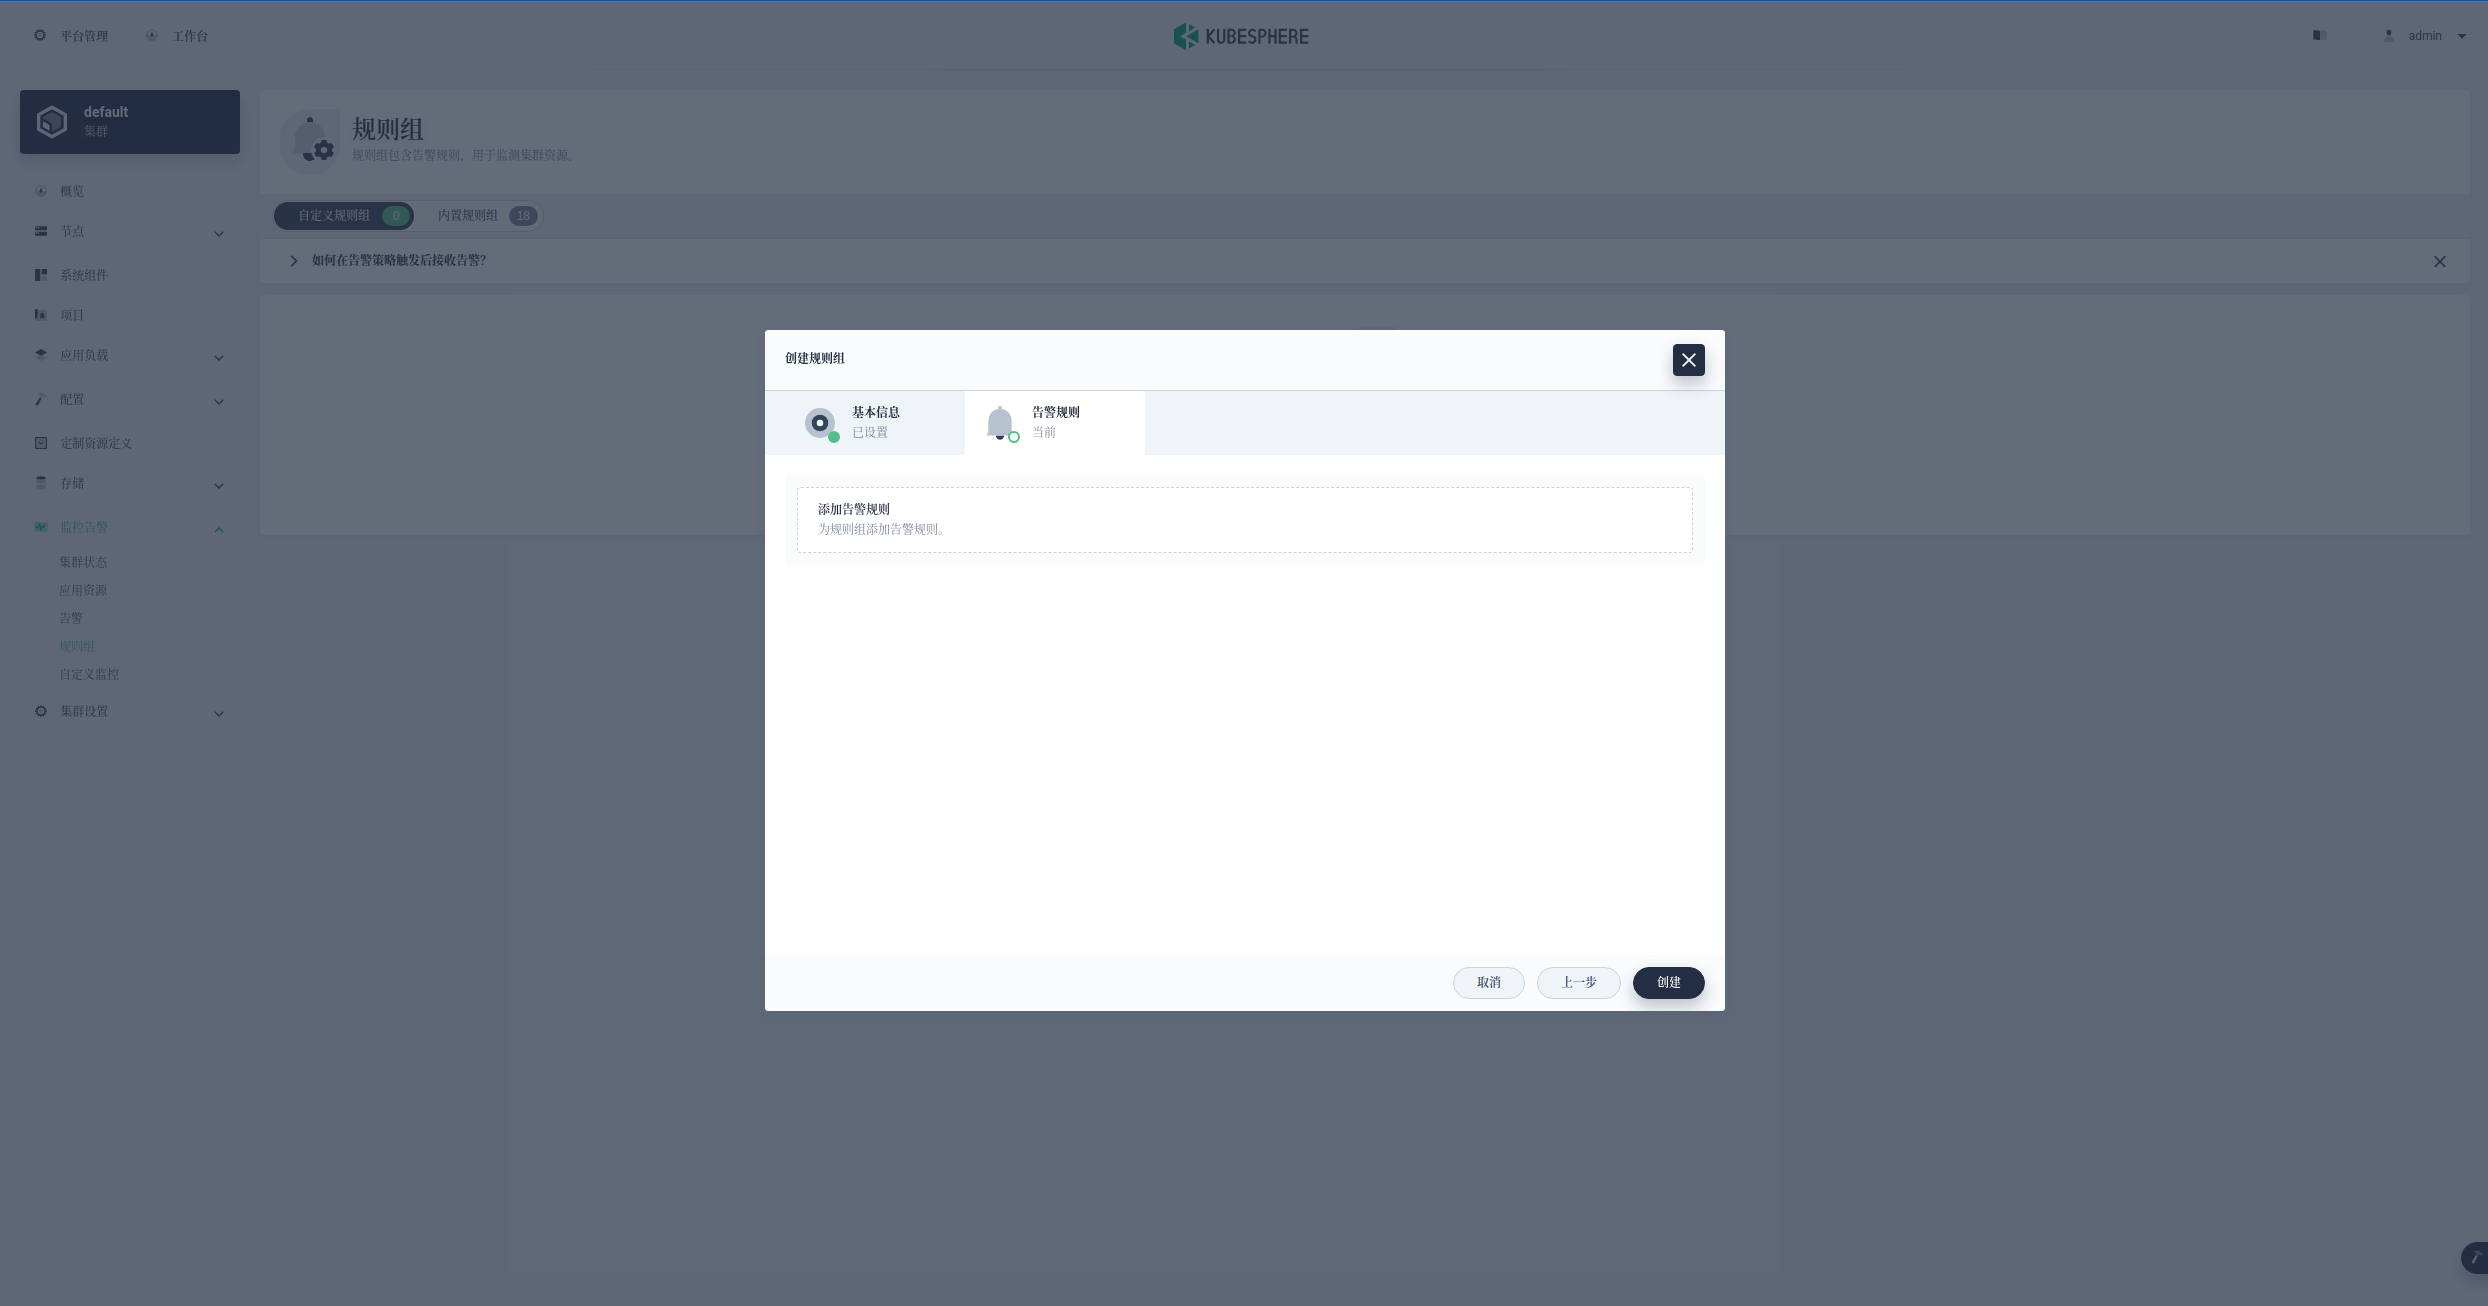 平台管理
工作台
KUBESPHERE
admin
default
集群
规则组
规则组包含告警规则，用于监测集群资源。
概览
节点
系统组件
项目
应用负载
配置
定制资源定义
存储
监控告警
集群状态
应用资源
告警
规则组
自定义监控
集群设置
自定义规则组 0
内置规则组 18
如何在告警策略触发后接收告警？
创建规则组
基本信息
已设置
告警规则
当前
添加告警规则
为规则组添加告警规则。
取消
上一步
创建